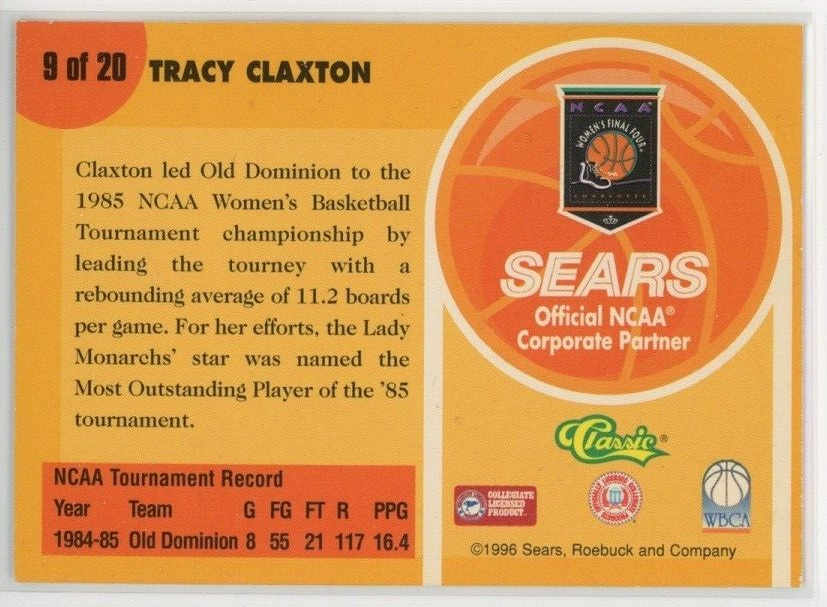 9 of 20 TRACY CLAXTON
Claxton led Old Dominion to the
1985 NCAA Women's Basketball
Tournament championship by
leading the tourney with a
rebounding average of 11.2 boards
per game. For her efforts, the Lady
Monarchs' star was named the
Most Outstanding Player of the '85
tournament.
NCAA Tournament Record
Year Team G FG FT R PPG
1984-85 Old Dominion 8 55 21 117 16.4
NCAA
WOMEN'S FINAL FOUR
CHARLOTTE
SEARS
Official NCAA®
Corporate Partner
Classic®
COLLEGIATE
LICENSED
PRODUCT
WBCA
©1996 Sears, Roebuck and Company